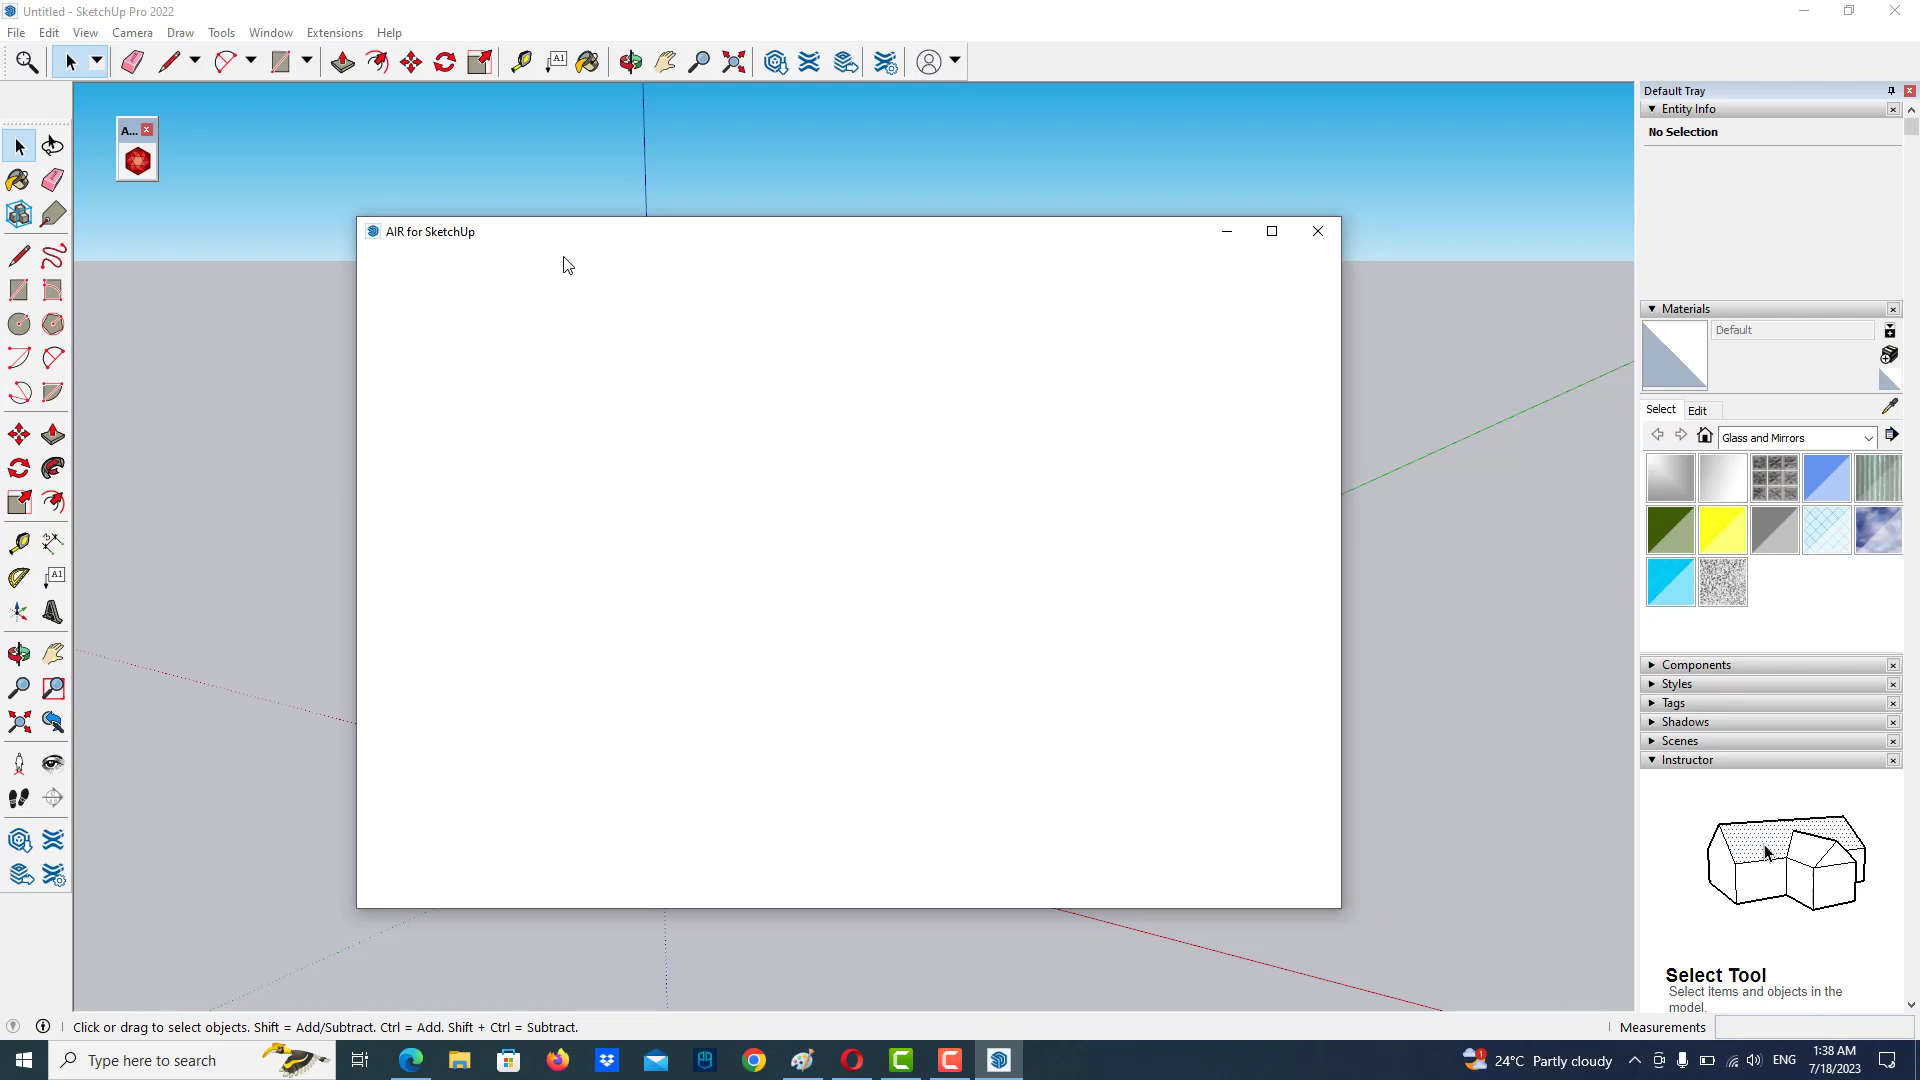 Untitled - SketchUp Pro 2022
File Edit View Camera Draw Tools Window Extensions Help
A1
A...
AIR for SketchUp
Default Tray
Entity Info
No Selection
Materials
Default
Select Edit
Glass and Mirrors
A1
Components
Styles
Tags
Shadows
Scenes
Instructor
Select Tool
Select items and objects in the
model.
Click or drag to select objects. Shift = Add/Subtract. Ctrl = Add. Shift + Ctrl = Subtract.
Measurements
Type here to search
1
24°C Partly cloudy
ENG
1:38 AM
7/18/2023